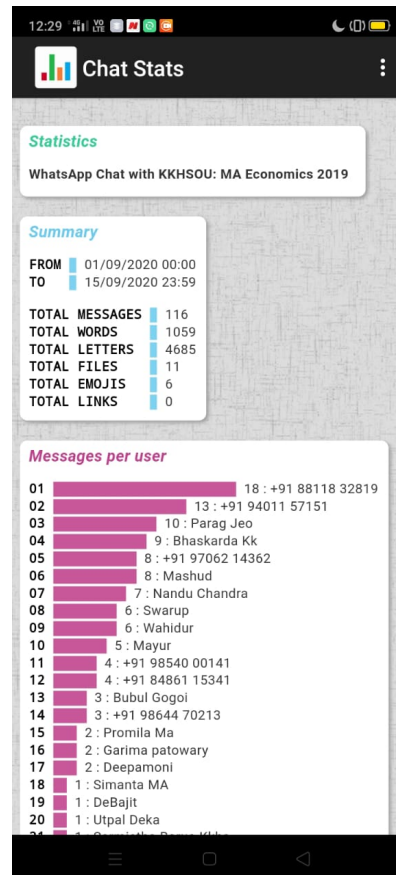 12:29
Chat Stats
Statistics
WhatsApp Chat with KKHSOU: MA Economics 2019
Summary
FROM 01/09/2020 00:00
TO 15/09/2020 23:59
TOTAL MESSAGES 116
TOTAL WORDS 1059
TOTAL LETTERS 4685
TOTAL FILES 11
TOTAL EMOJIS 6
TOTAL LINKS 0
Messages per user
01 18 : +91 88118 32819
02 13 : +91 94011 57151
03 10 : Parag Jeo
04 9 : Bhaskarda Kk
05 8 : +91 97062 14362
06 8 : Mashud
07 7 : Nandu Chandra
08 6 : Swarup
09 6 : Wahidur
10 5 : Mayur
11 4 : +91 98540 00141
12 4 : +91 84861 15341
13 3 : Bubul Gogoi
14 3 : +91 98644 70213
15 2 : Promila Ma
16 2 : Garima patowary
17 2 : Deepamoni
18 1 : Simanta MA
19 1 : DeBajit
20 1 : Utpal Deka